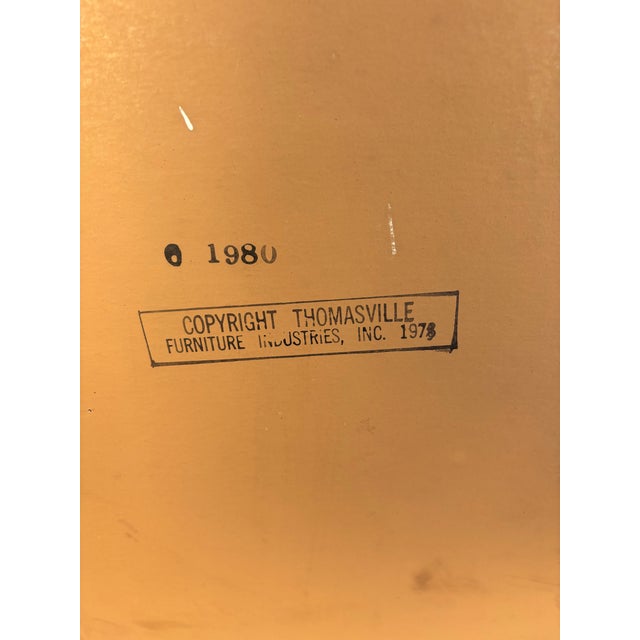 1980
COPYRIGHT THOMASVILLE
FURNITURE INDUSTRIES, INC.